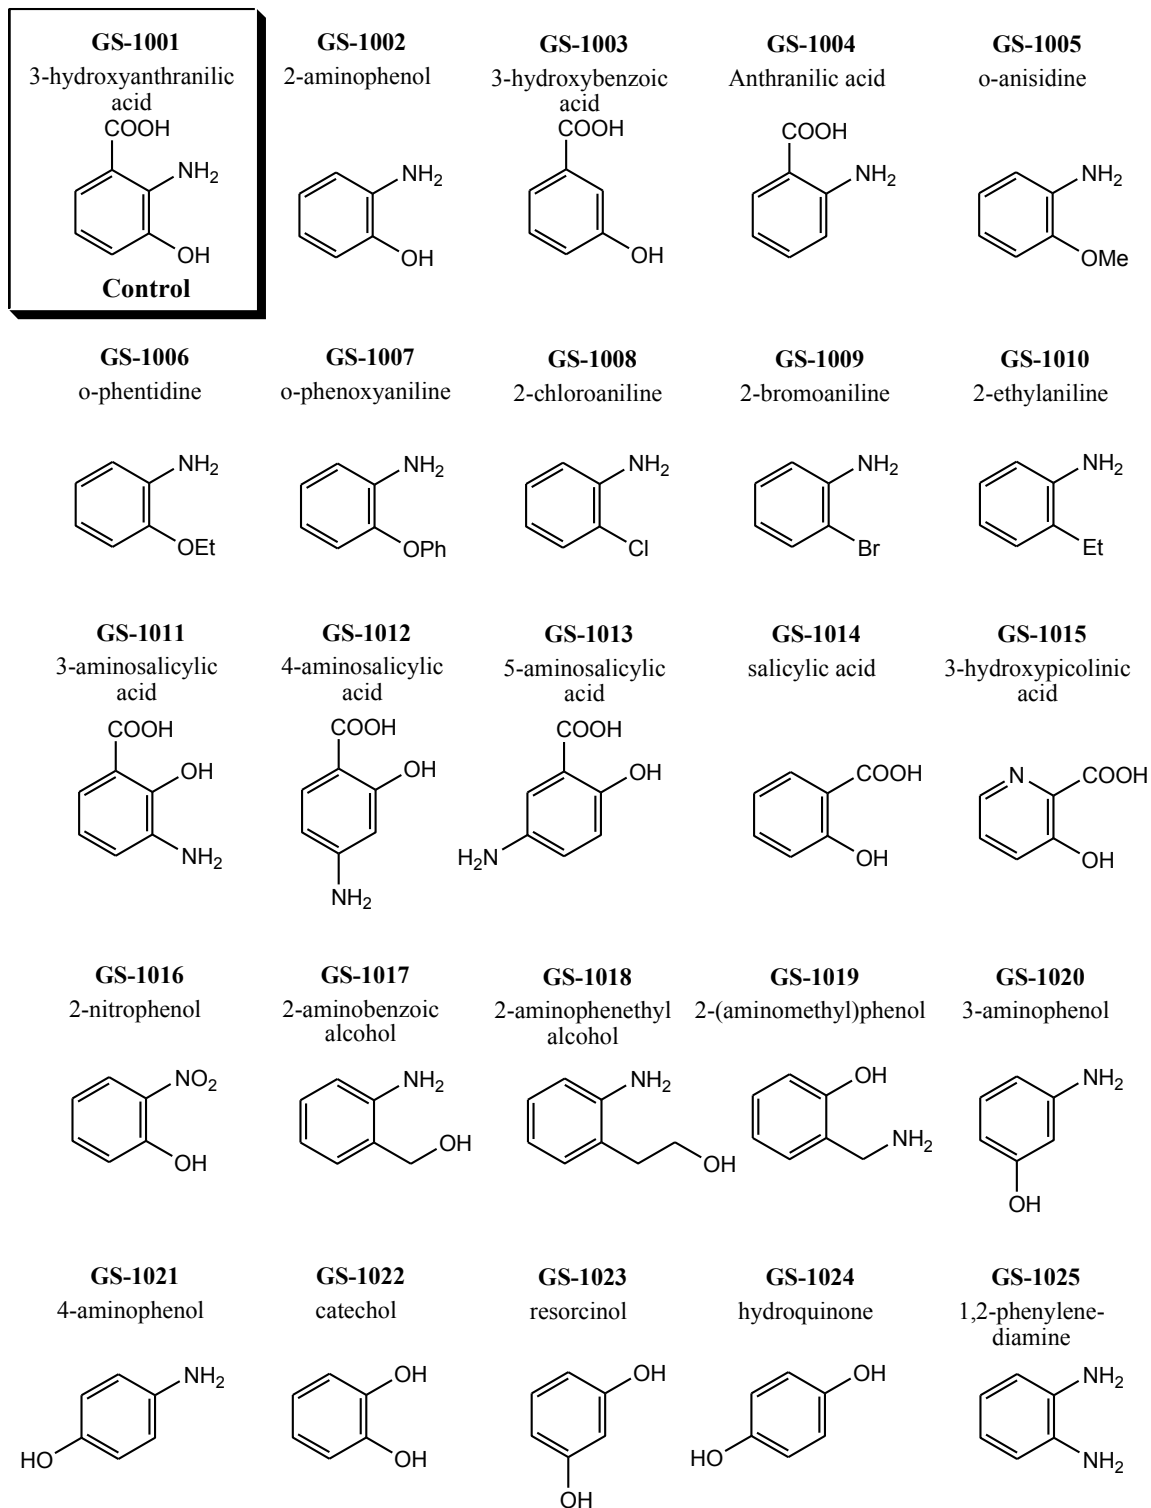 GS-1001
3-hydroxyanthranilic
acid
COOH
NH2
OH
Control
GS-1002
2-aminophenol
NH2
OH
GS-1003
3-hydroxybenzoic
acid
COOH
OH
GS-1004
Anthranilic acid
COOH
NH2
GS-1005
o-anisidine
NH2
OMe
GS-1006
o-phentidine
NH2
OEt
GS-1007
o-phenoxyaniline
NH2
OPh
GS-1008
2-chloroaniline
NH2
Cl
GS-1009
2-bromoaniline
NH2
Br
GS-1010
2-ethylaniline
NH2
Et
GS-1011
3-aminosalicylic
acid
COOH
OH
NH2
GS-1012
4-aminosalicylic
acid
COOH
OH
NH2
GS-1013
5-aminosalicylic
acid
COOH
OH
H2N
GS-1014
salicylic acid
COOH
OH
GS-1015
3-hydroxypicolinic
acid
N
COOH
OH
GS-1016
2-nitrophenol
NO2
OH
GS-1017
2-aminobenzoic
alcohol
NH2
OH
GS-1018
2-aminophenethyl
alcohol
NH2
OH
GS-1019
2-(aminomethyl)phenol
OH
NH2
GS-1020
3-aminophenol
NH2
OH
GS-1021
4-aminophenol
NH2
HO
GS-1022
catechol
OH
OH
GS-1023
resorcinol
OH
OH
GS-1024
hydroquinone
OH
HO
GS-1025
1,2-phenylene-
diamine
NH2
NH2